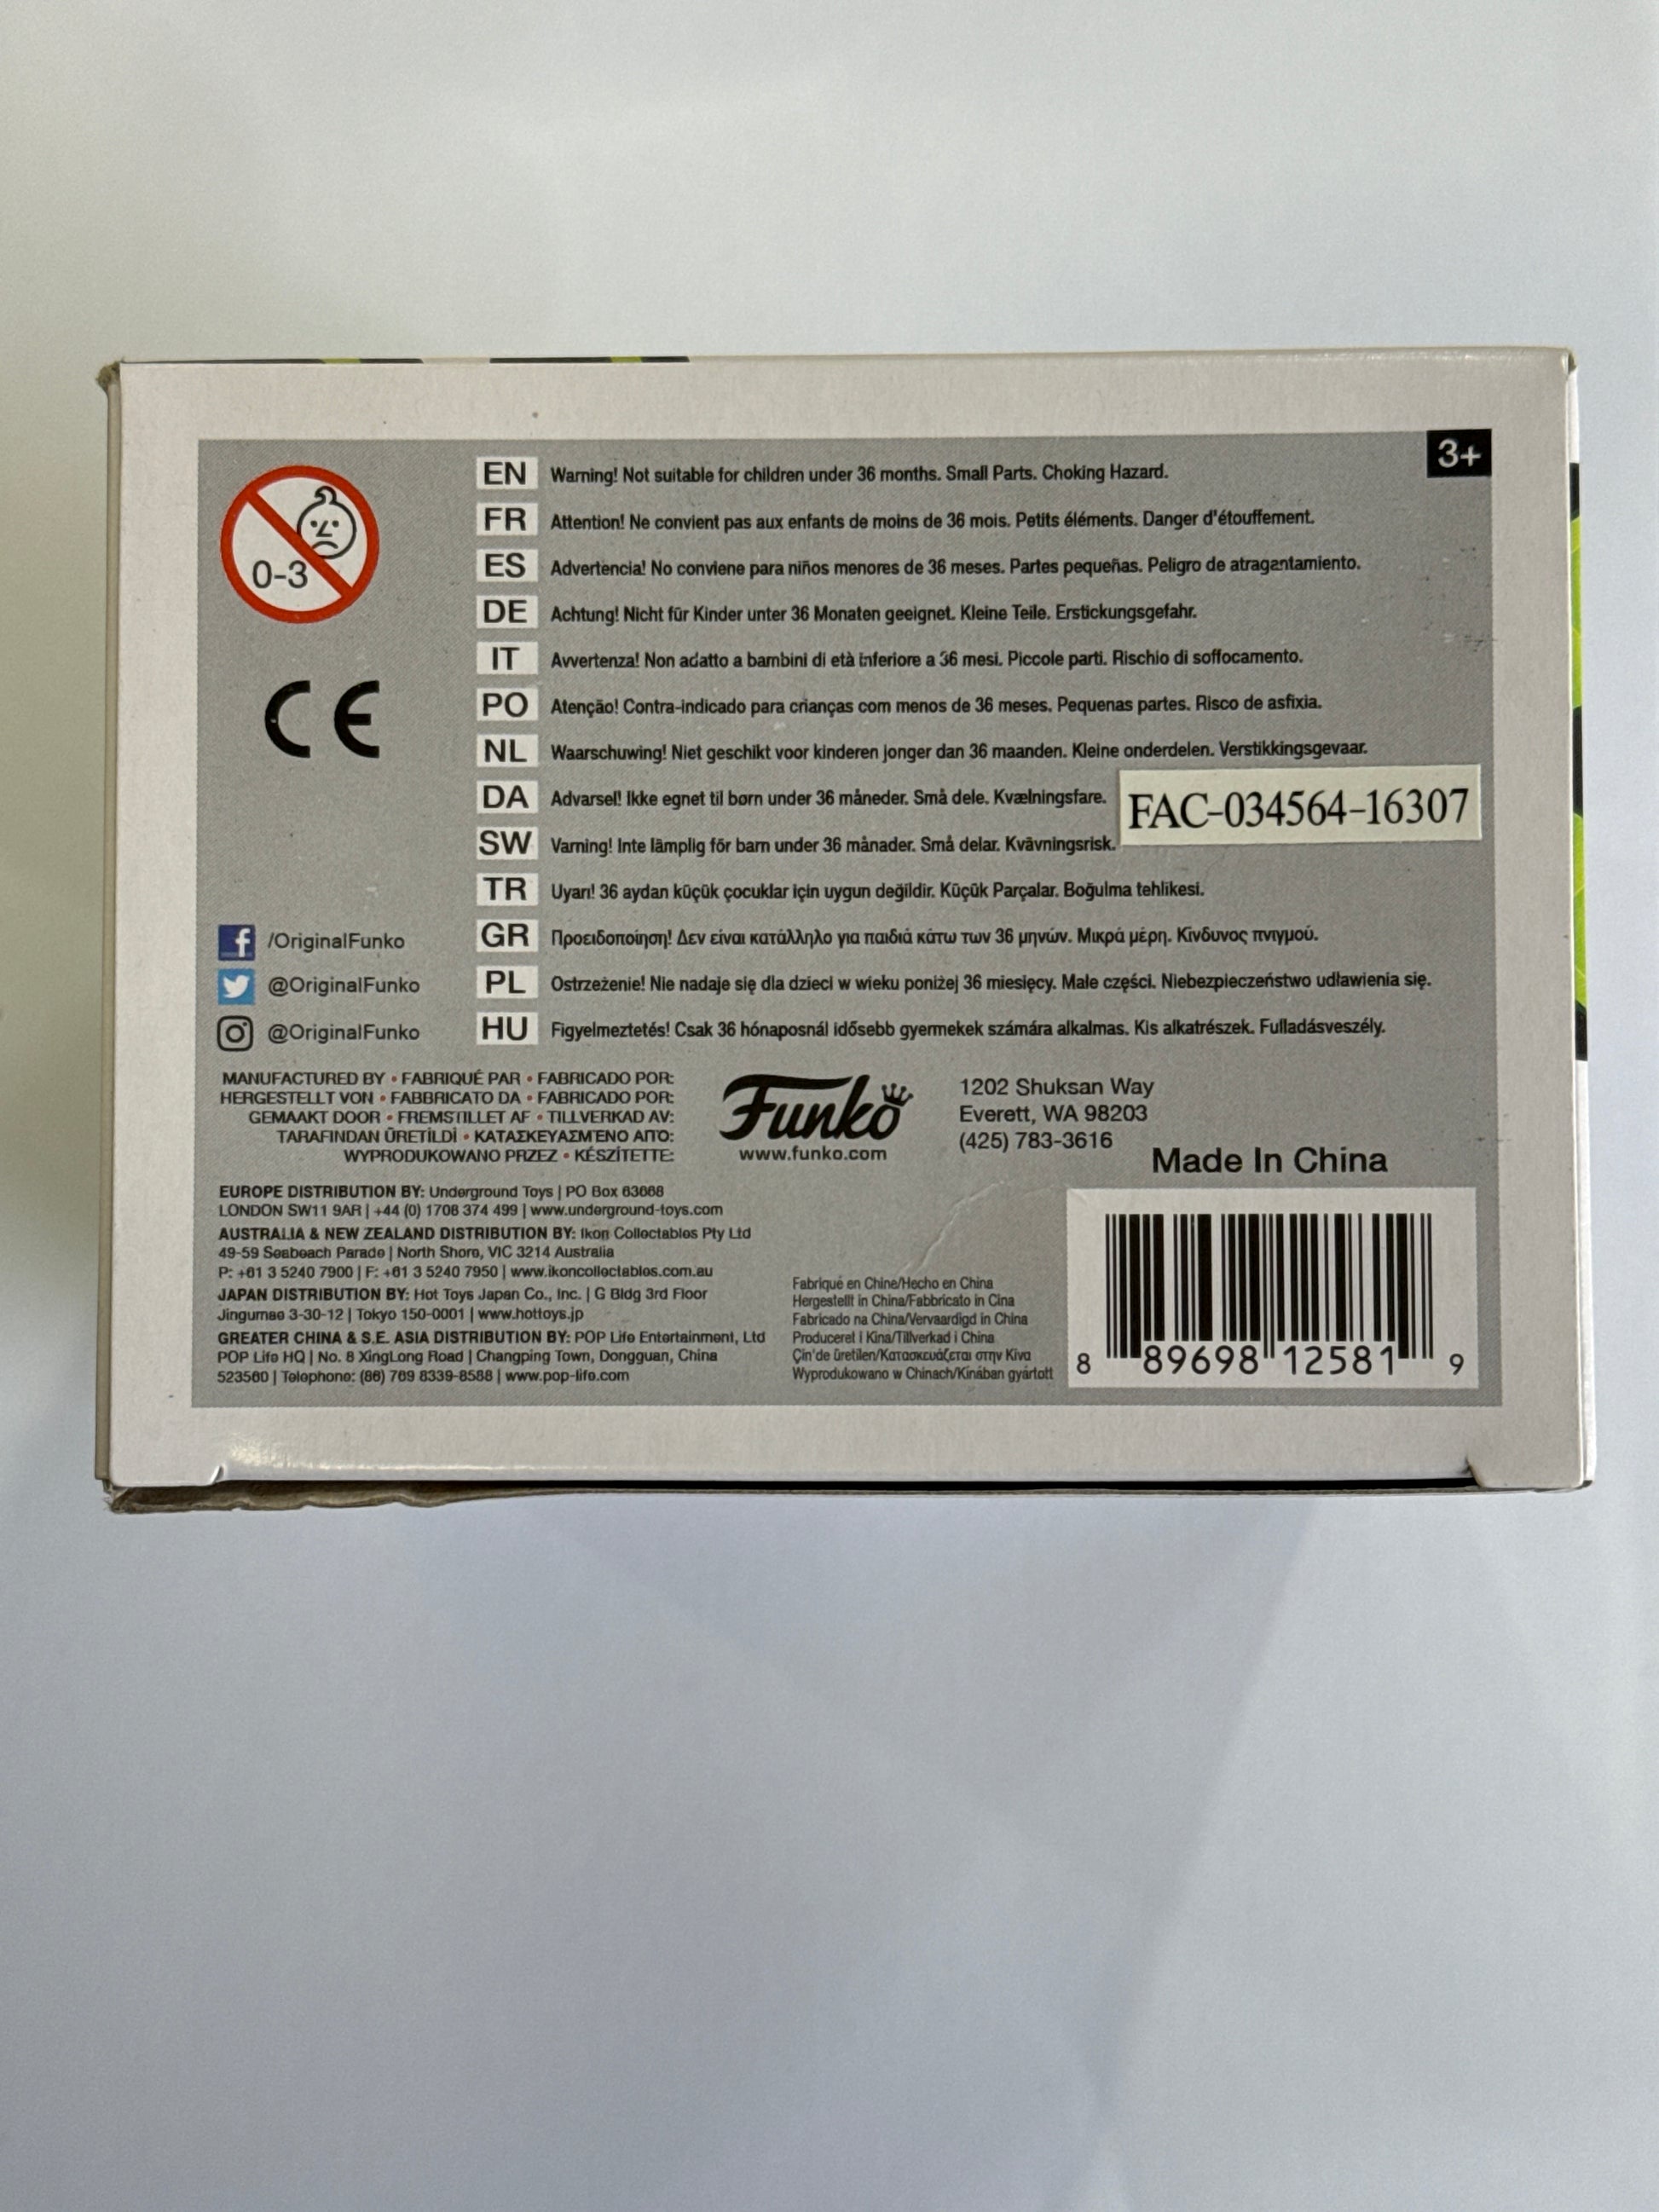 3+
0-3
EN Warning! Not suitable for children under 36 months. Small Parts. Choking Hazard.
FR Attention! Ne convient pas aux enfants de moins de 36 mois. Petits éléments. Danger d'étouffement.
ES Advertencia! No conviene para niños menores de 36 meses. Partes pequeñas. Peligro de atragantamiento.
DE Achtung! Nicht für Kinder unter 36 Monaten geeignet. Kleine Teile. Erstickungsgefahr.
IT Avvertenza! Non adatto a bambini di età inferiore a 36 mesi. Piccole parti. Rischio di soffocamento.
CE
PO Atenção! Contra-indicado para crianças com menos de 36 meses. Pequenas partes. Risco de asfixia.
NL Waarschuwing! Niet geschikt voor kinderen jonger dan 36 maanden. Kleine onderdelen. Verstikkingsgevaar.
DA Advarsel! Ikke egnet til børn under 36 måneder. Små dele. Kvælningsfare.
FAC-034564-16307
SW Varning! Inte lämplig för barn under 36 månader. Små delar. Kvävningsrisk.
TR Uyarı! 36 aydan küçük çocuklar için uygun değildir. Küçük Parçalar. Boğulma tehlikesi.
GR Προειδοποίηση! Δεν είναι κατάλληλο για παιδιά κάτω των 36 μηνών. Μικρά μέρη. Κίνδυνος πνιγμού.
PL Ostrzeżenie! Nie nadaje się dla dzieci w wieku poniżej 36 miesięcy. Małe części. Niebezpieczeństwo udławienia się.
HU Figyelmeztetés! Csak 36 hónaposnál idősebb gyermekek számára alkalmas. Kis alkatrészek. Fulladásveszély.
/OriginalFunko
@OriginalFunko
@OriginalFunko
MANUFACTURED BY • FABRIQUÉ PAR • FABRICADO POR:
HERGESTELLT VON • FABBRICATO DA • FABRICADO POR:
GEMAAKT DOOR • FREMSTILLET AF • TILLVERKAD AV:
TARAFINDAN ÜRETİLDİ • ΚΑΤΑΣΚΕΥΑΣΜΈΝΟ ΑΠΌ:
WYPRODUKOWANO PRZEZ • KÉSZÍTETTE:
Funko
www.funko.com
1202 Shuksan Way
Everett, WA 98203
(425) 783-3616
Made In China
EUROPE DISTRIBUTION BY: Underground Toys | PO Box 63668
LONDON SW11 9AR | +44 (0) 1708 374 499 | www.underground-toys.com
AUSTRALIA & NEW ZEALAND DISTRIBUTION BY: Ikon Collectables Pty Ltd
49-59 Seabeach Parade | North Shore, VIC 3214 Australia
P: +61 3 5240 7900 | F: +61 3 5240 7950 | www.ikoncollectables.com.au
JAPAN DISTRIBUTION BY: Hot Toys Japan Co., Inc. | G Bldg 3rd Floor
Jingumae 3-30-12 | Tokyo 150-0001 | www.hottoys.jp
GREATER CHINA & S.E. ASIA DISTRIBUTION BY: POP Life Entertainment, Ltd
POP Life HQ | No. 8 XingLong Road | Changping Town, Dongguan, China
523560 | Telephone: (86) 769 8339-8588 | www.pop-life.com
Fabriqué en Chine/Hecho en China
Hergestellt in China/Fabbricato in Cina
Fabricado na China/Vervaardigd in China
Produceret i Kina/Tillverkad i China
Çin'de üretilen/Κατασκευάζεται στην Κίνα
Wyprodukowano w Chinach/Kínában gyártott
8 89698 12581 9